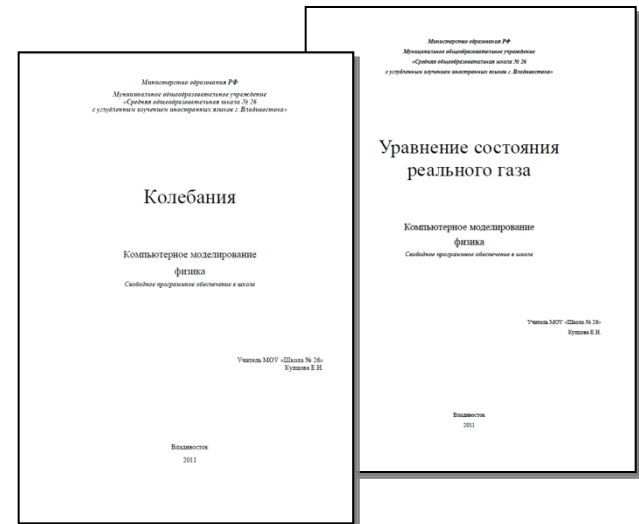 Министерство образования РФ
Муниципальное общеобразовательное учреждение
«Средняя общеобразовательная школа № 26
с углубленным изучением иностранных языков г. Владивостока»
Колебания
Компьютерное моделирование
физика
Свободное программное обеспечение в школе
Учитель МОУ «Школа № 26»
Купцова Е.Н.
Владивосток
2011
Министерство образования РФ
Муниципальное общеобразовательное учреждение
«Средняя общеобразовательная школа № 26
с углубленным изучением иностранных языков г. Владивостока»
Уравнение состояния
реального газа
Компьютерное моделирование
физика
Свободное программное обеспечение в школе
Учитель МОУ «Школа № 26»
Купцова Е.Н.
Владивосток
2011